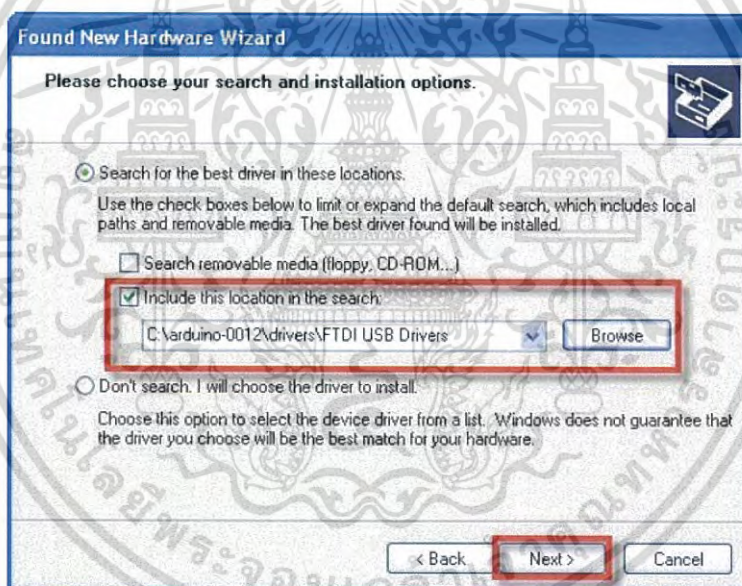 Found New Hardware Wizard
Please choose your search and installation options.
Search for the best driver in these locations.
Use the check boxes below to limit or expand the default search, which includes local
paths and removable media. The best driver found will be installed.
Search removable media (floppy, CD-ROM...)
Include this location in the search:
C:\arduino-0012\drivers\FTDI USB Drivers
Browse
Don't search. I will choose the driver to install.
Choose this option to select the device driver from a list. Windows does not guarantee that
the driver you choose will be the best match for your hardware.
< Back
Next >
Cancel